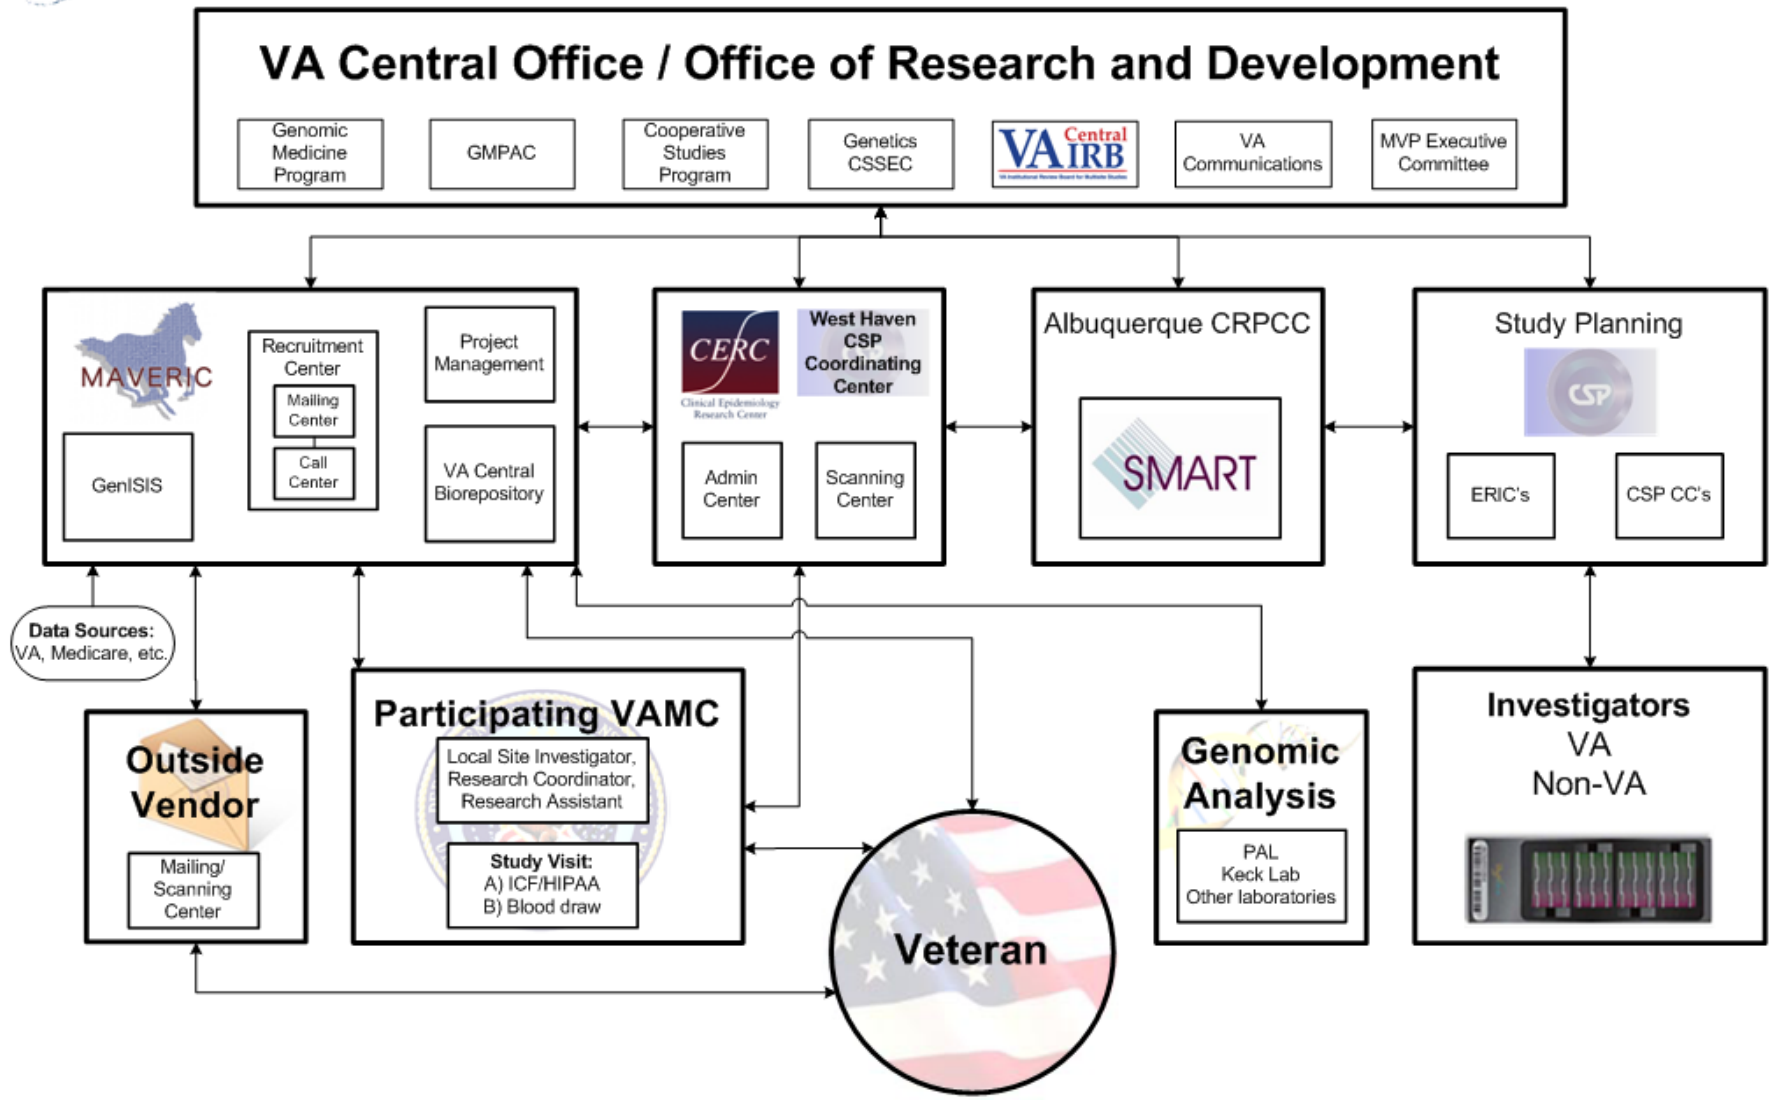 VA Central Office / Office of Research and Development
Genomic
Medicine
Program
GMPAC
Cooperative
Studies
Program
Genetics
CSSEC
VA Central
IRB
VA
Communications
MVP Executive
Committee
MAVERIC
GenISIS
Recruitment
Center
Mailing
Center
Call
Center
Project
Management
VA Central
Biorepository
CERC
Clinical Epidemiology
Research Center
West Haven
CSP
Coordinating
Center
Admin
Center
Scanning
Center
Albuquerque CRPCC
SMART
Study Planning
CSP
ERIC's
CSP CC's
Data Sources:
VA, Medicare, etc.
Outside
Vendor
Mailing/
Scanning
Center
Participating VAMC
Local Site Investigator,
Research Coordinator,
Research Assistant
Study Visit:
A) ICF/HIPAA
B) Blood draw
Veteran
Genomic
Analysis
PAL
Keck Lab
Other laboratories
Investigators
VA
Non-VA